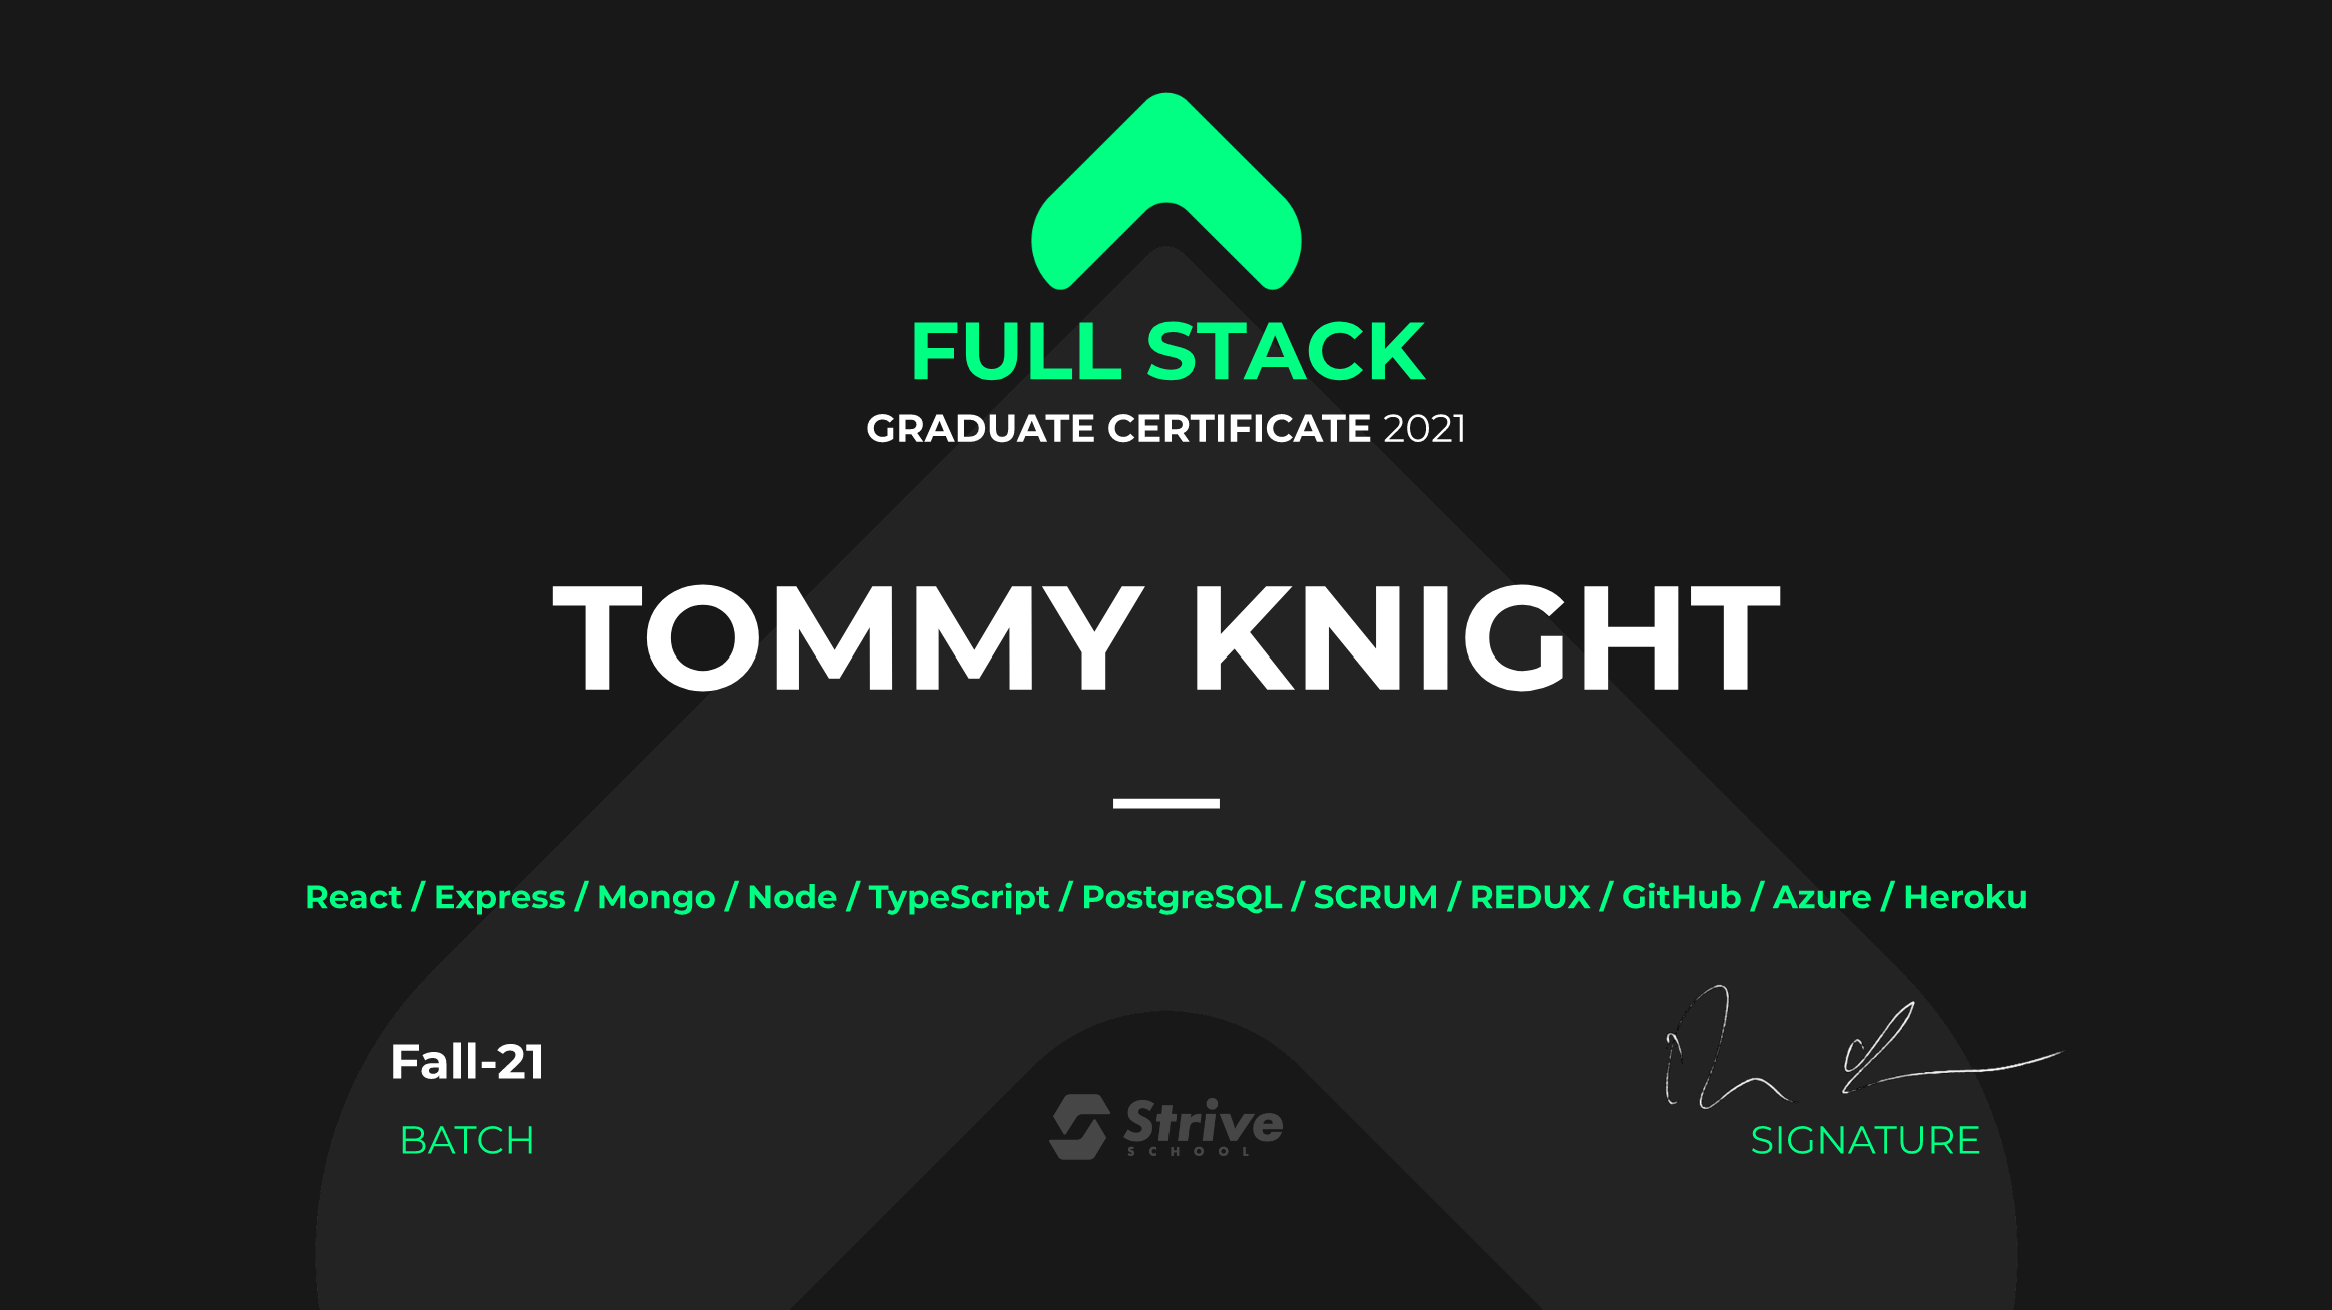 FULL STACK
GRADUATE CERTIFICATE 2021
TOMMY KNIGHT
React / Express / Mongo / Node / TypeScript / PostgreSQL / SCRUM / REDUX / GitHub / Azure / Heroku
Fall-21
BATCH
Strive
SCHOOL
SIGNATURE